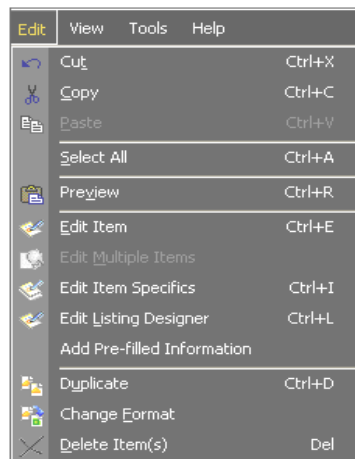 Edit View Tools Help
Cut Ctrl+X
Copy Ctrl+C
Paste Ctrl+V
Select All Ctrl+A
Preview Ctrl+R
Edit Item Ctrl+E
Edit Multiple Items
Edit Item Specifics Ctrl+I
Edit Listing Designer Ctrl+L
Add Pre-filled Information
Duplicate Ctrl+D
Change Format
Delete Item(s) Del